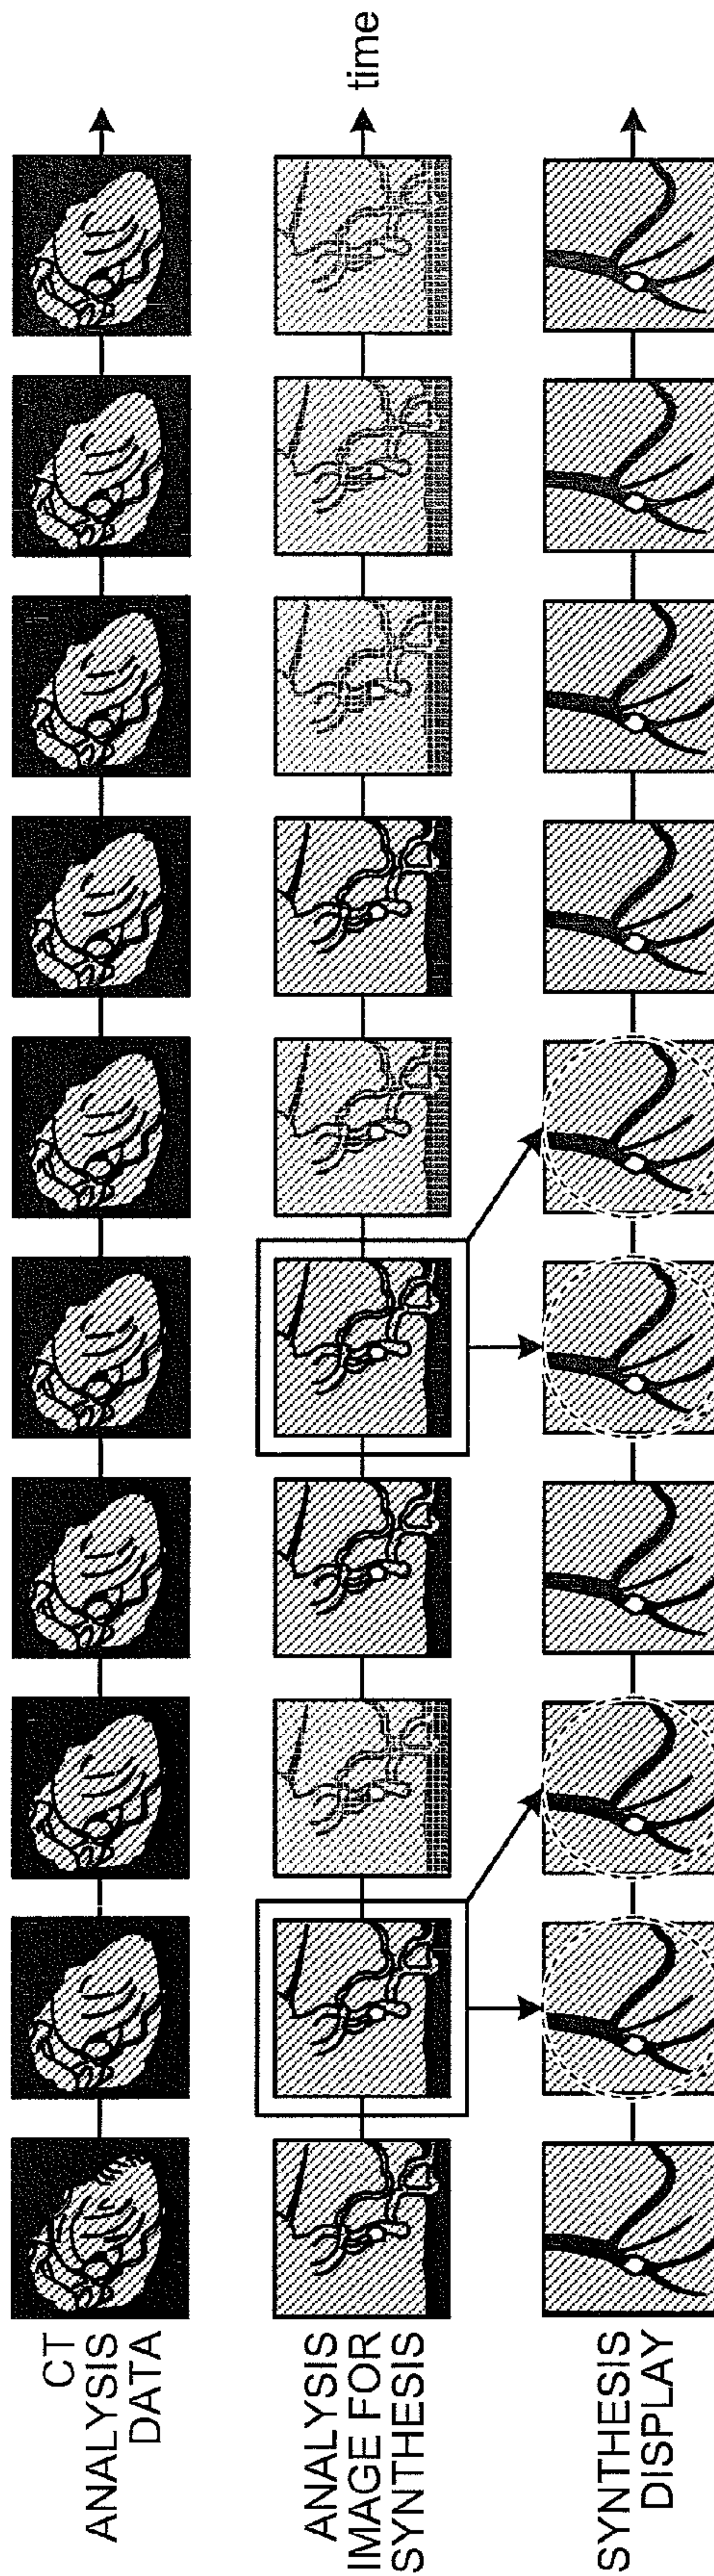 CT
ANALYSIS
DATA
ANALYSIS
IMAGE FOR
SYNTHESIS
time
SYNTHESIS
DISPLAY